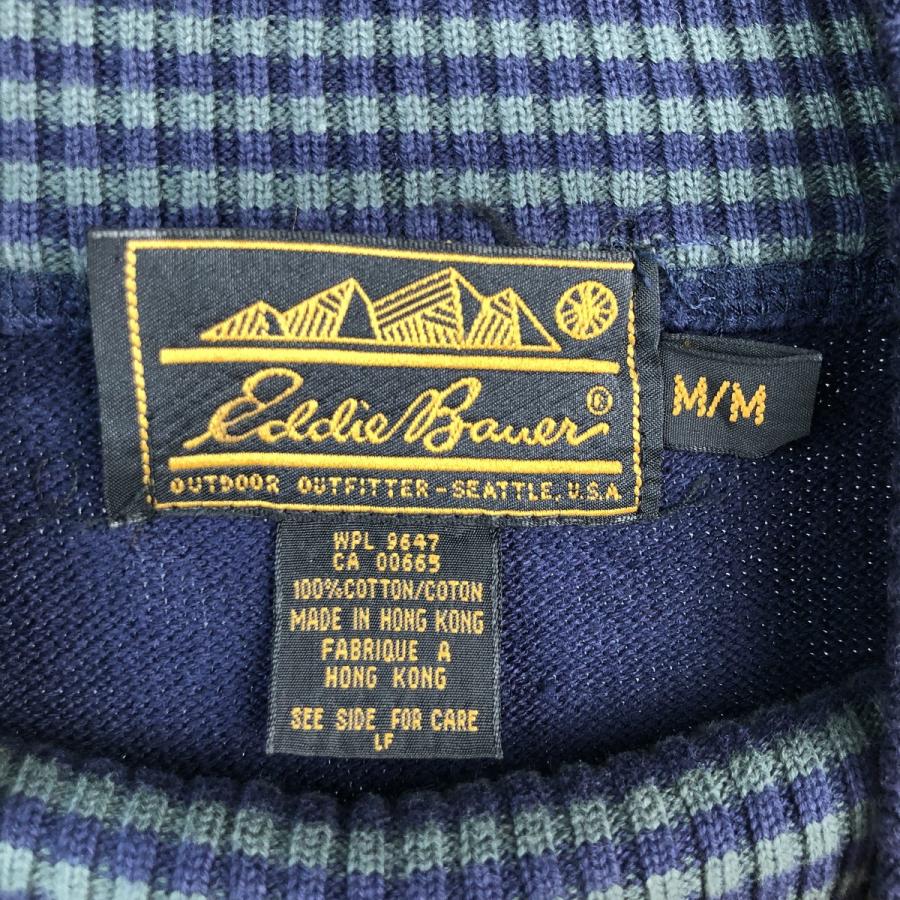 Eddie Bauer®
OUTDOOR OUTFITTER-SEATTLE, U.S.A
M/M
WPL 9647
CA 00665
100%COTTON/COTON
MADE IN HONG KONG
FABRIQUE A
HONG KONG
SEE SIDE FOR CARE
LF